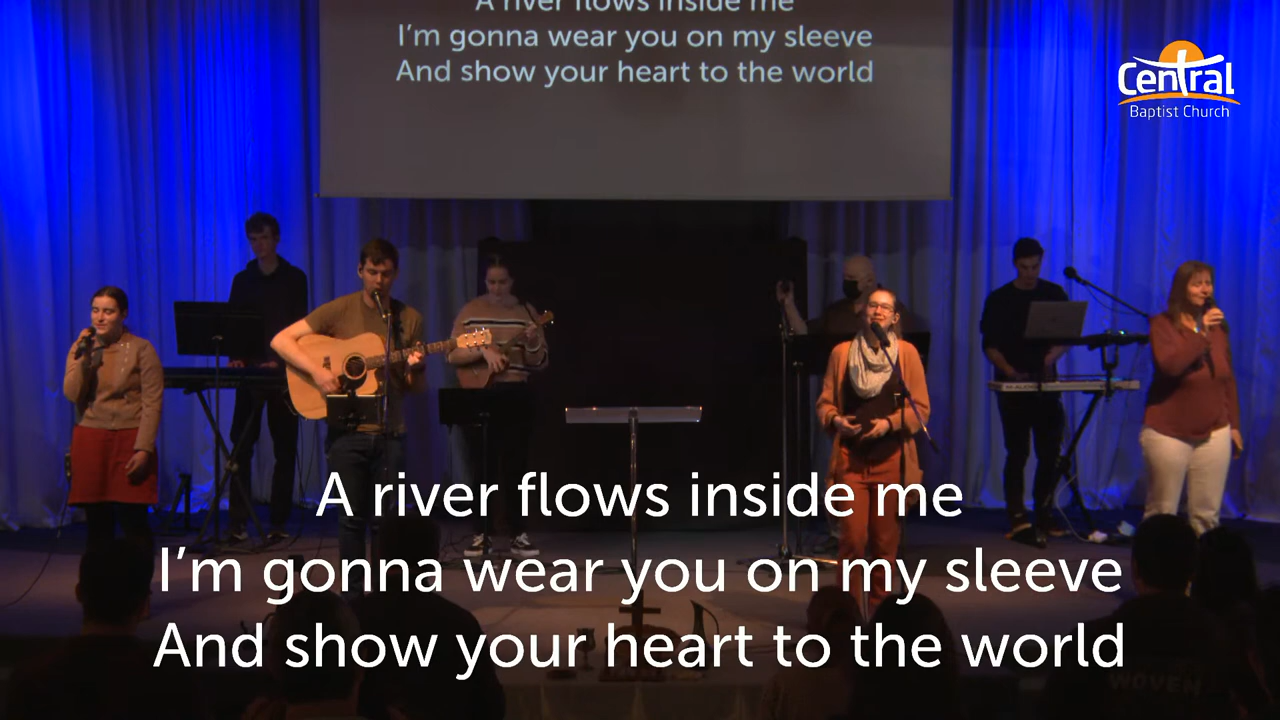 A river flows inside me
I'm gonna wear you on my sleeve
And show your heart to the world
Central
Baptist Church
A river flows inside me
I'm gonna wear you on my sleeve
And show your heart to the world
WOVEN